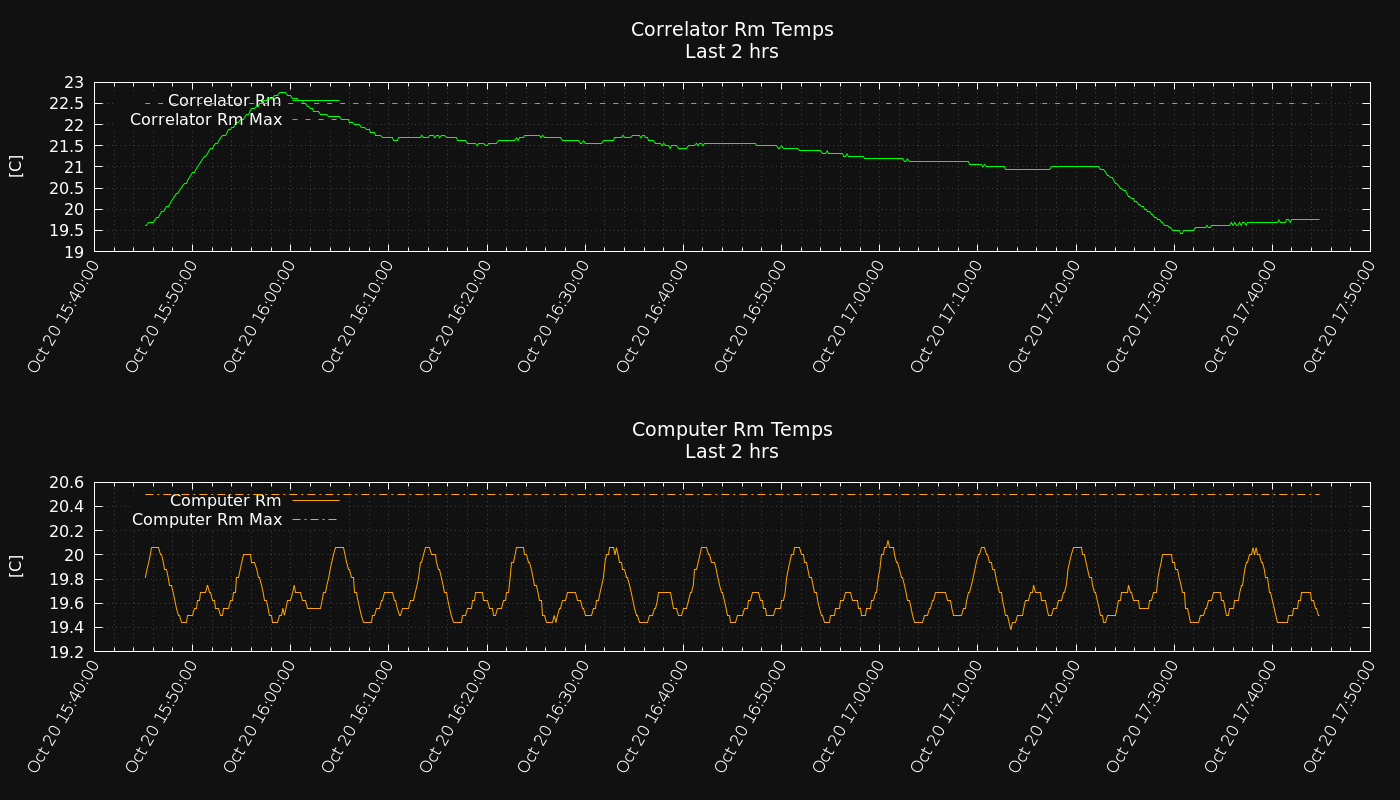 Correlator Rm Temps
Last 2 hrs
23
22.5
22
21.5
21
20.5
20
19.5
19
[C]
Correlator Rm
Correlator Rm Max
Oct 20 15:40:00
Oct 20 15:50:00
Oct 20 16:00:00
Oct 20 16:10:00
Oct 20 16:20:00
Oct 20 16:30:00
Oct 20 16:40:00
Oct 20 16:50:00
Oct 20 17:00:00
Oct 20 17:10:00
Oct 20 17:20:00
Oct 20 17:30:00
Oct 20 17:40:00
Oct 20 17:50:00
Computer Rm Temps
Last 2 hrs
20.6
20.4
20.2
20
19.8
19.6
19.4
19.2
[C]
Computer Rm
Computer Rm Max
Oct 20 15:40:00
Oct 20 15:50:00
Oct 20 16:00:00
Oct 20 16:10:00
Oct 20 16:20:00
Oct 20 16:30:00
Oct 20 16:40:00
Oct 20 16:50:00
Oct 20 17:00:00
Oct 20 17:10:00
Oct 20 17:20:00
Oct 20 17:30:00
Oct 20 17:40:00
Oct 20 17:50:00